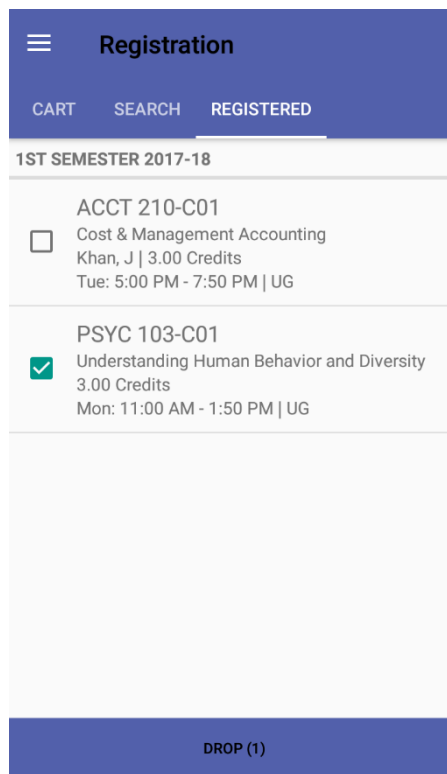 Registration
CART SEARCH REGISTERED
1ST SEMESTER 2017-18
ACCT 210-C01
Cost & Management Accounting
Khan, J | 3.00 Credits
Tue: 5:00 PM - 7:50 PM | UG
PSYC 103-C01
Understanding Human Behavior and Diversity
3.00 Credits
Mon: 11:00 AM - 1:50 PM | UG
DROP (1)